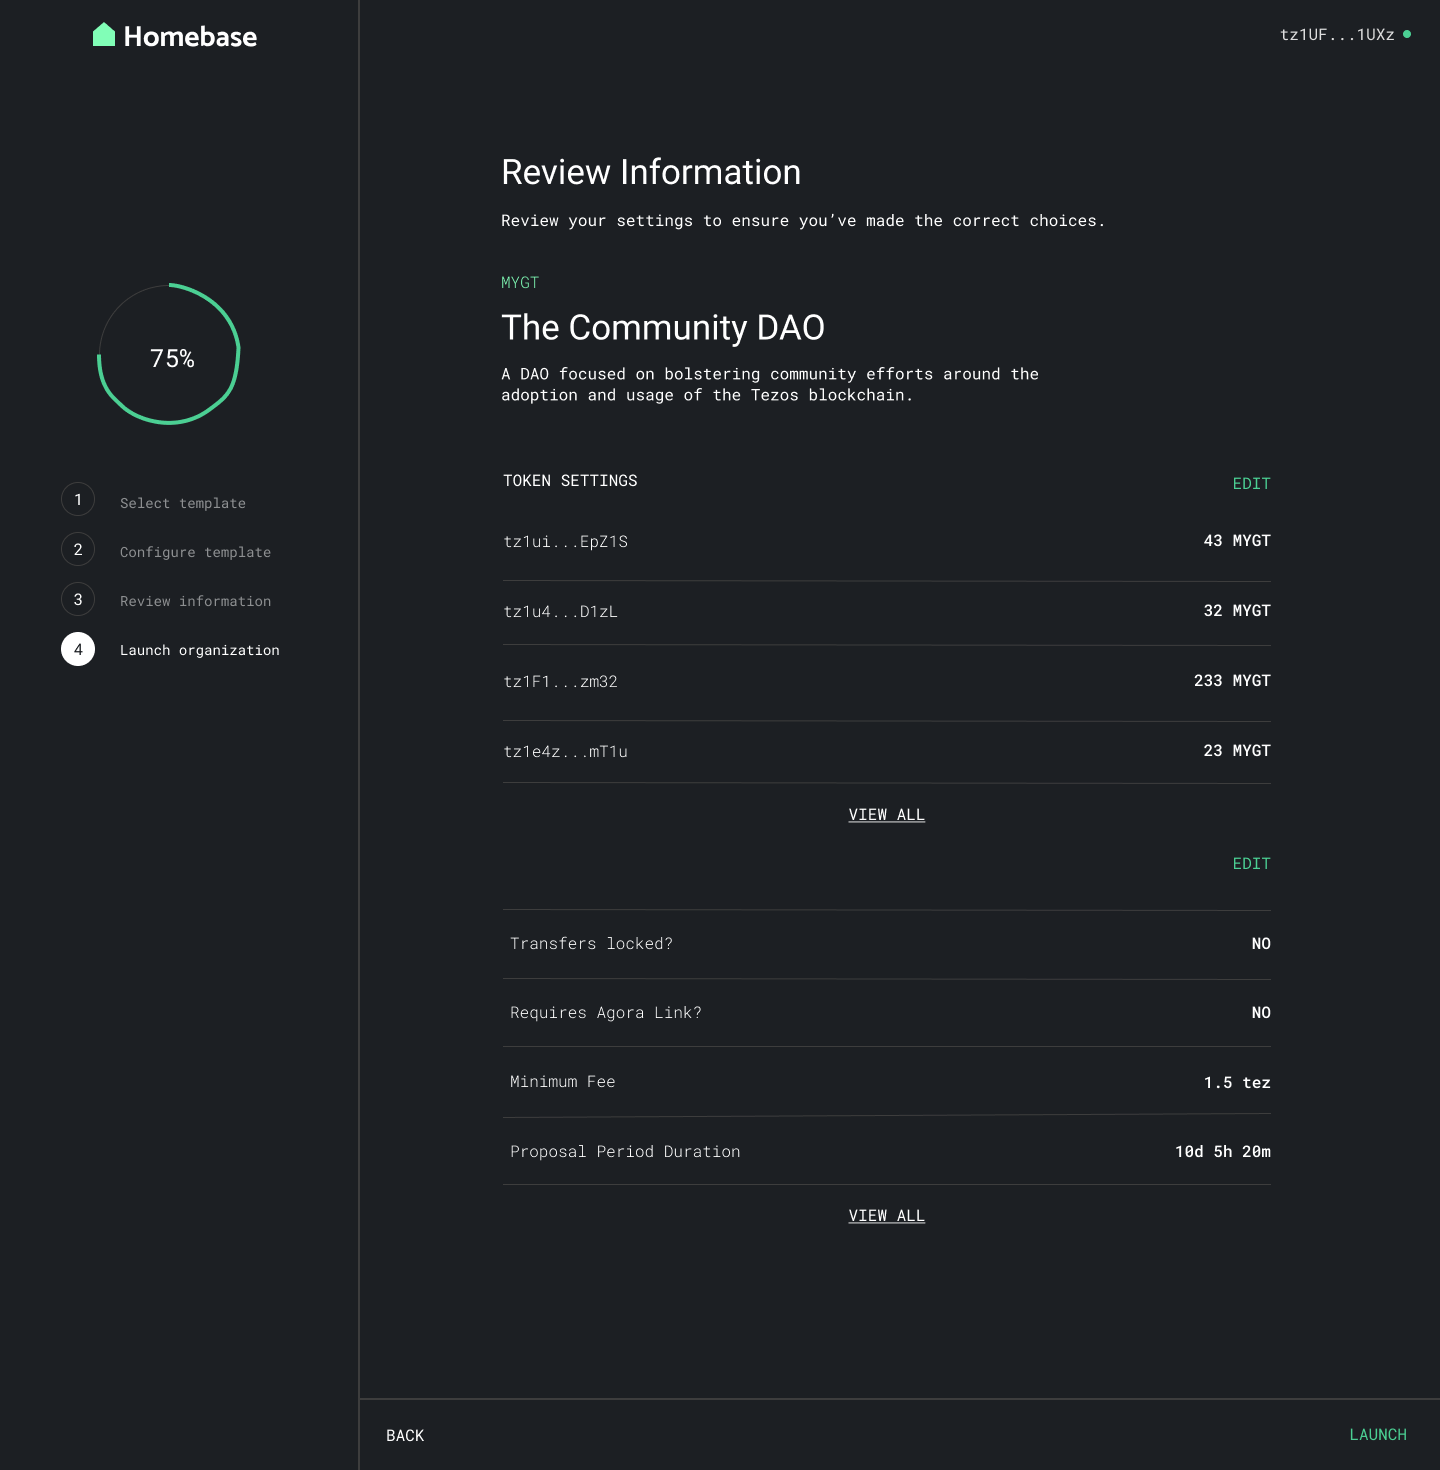 Homebase
tz1UF...1UXz
75%
1 Select template
2 Configure template
3 Review information
4 Launch organization
Review Information
Review your settings to ensure you’ve made the correct choices.
MYGT
The Community DAO
A DAO focused on bolstering community efforts around the
adoption and usage of the Tezos blockchain.
TOKEN SETTINGS EDIT
tz1ui...EpZ1S 43 MYGT
tz1u4...D1zL 32 MYGT
tz1F1...zm32 233 MYGT
tz1e4z...mT1u 23 MYGT
VIEW ALL
EDIT
Transfers locked? NO
Requires Agora Link? NO
Minimum Fee 1.5 tez
Proposal Period Duration 10d 5h 20m
VIEW ALL
BACK LAUNCH